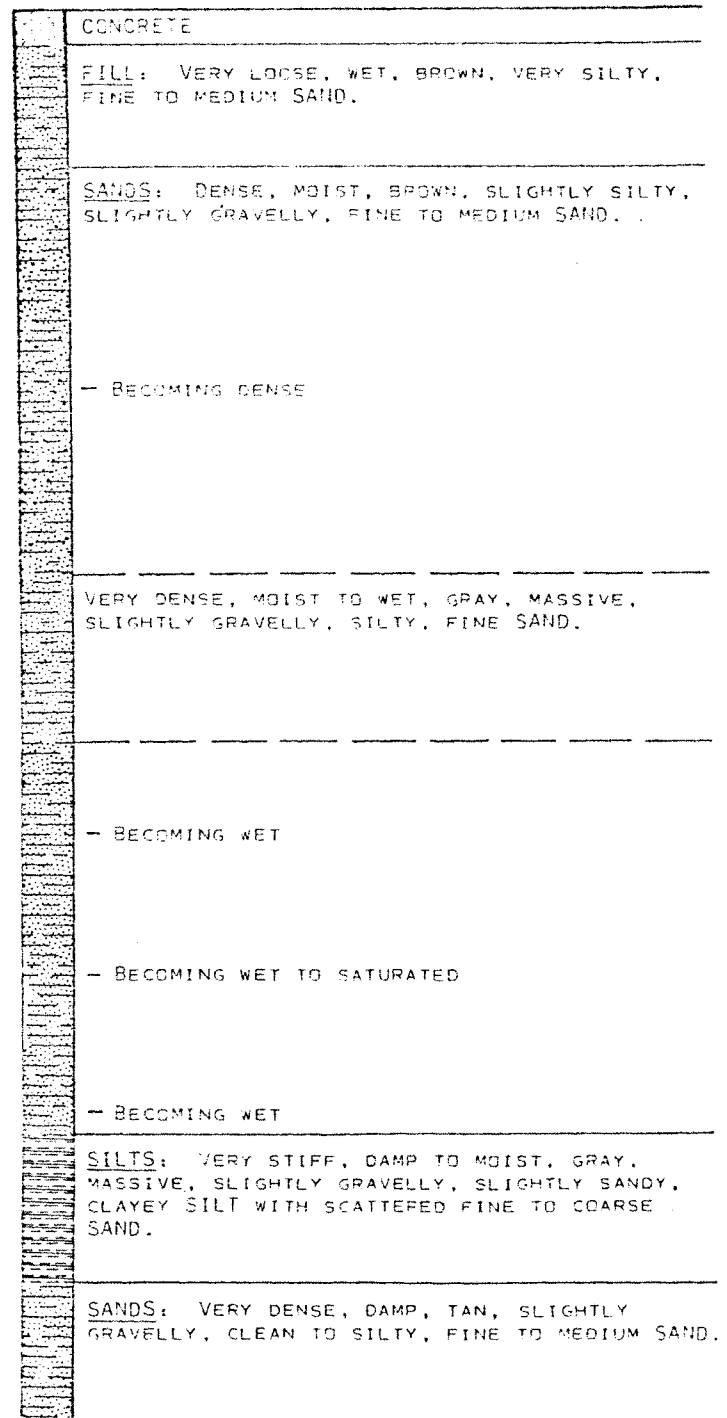 CONCRETE
FILL: VERY LOOSE, WET, BROWN, VERY SILTY,
FINE TO MEDIUM SAND.
SANDS: DENSE, MOIST, BROWN, SLIGHTLY SILTY,
SLIGHTLY GRAVELLY, FINE TO MEDIUM SAND.
- BECOMING DENSE
VERY DENSE, MOIST TO WET, GRAY, MASSIVE,
SLIGHTLY GRAVELLY, SILTY, FINE SAND.
- BECOMING WET
- BECOMING WET TO SATURATED
- BECOMING WET
SILTS: VERY STIFF, DAMP TO MOIST, GRAY,
MASSIVE, SLIGHTLY GRAVELLY, SLIGHTLY SANDY,
CLAYEY SILT WITH SCATTERED FINE TO COARSE
SAND.
SANDS: VERY DENSE, DAMP, TAN, SLIGHTLY
GRAVELLY, CLEAN TO SILTY, FINE TO MEDIUM SAND.